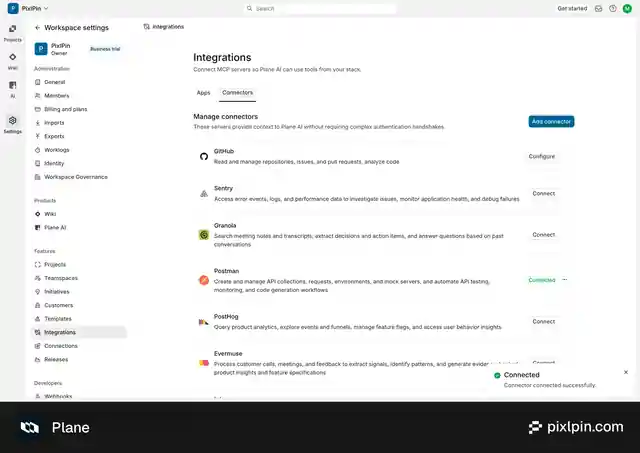 PixlPin
Search
Get started
M
Projects
Wiki
AI
Settings
Workspace settings
P
PixlPin
Owner
Business trial
Administration
General
Members
Billing and plans
Imports
Exports
Worklogs
Identity
Workspace Governance
Products
Wiki
Plane AI
Features
Projects
Teamspaces
Initiatives
Customers
Templates
Integrations
Connections
Releases
Developers
Webhooks
Integrations
Integrations
Connect MCP servers so Plane AI can use tools from your stack.
Apps
Connectors
Manage connectors
These servers provide context to Plane AI without requiring complex authentication handshakes.
Add connector
GitHub
Read and manage repositories, issues, and pull requests, analyze code
Configure
Sentry
Access error events, logs, and performance data to investigate issues, monitor application health, and debug failures
Connect
Granola
Search meeting notes and transcripts, extract decisions and action items, and answer questions based on past
conversations
Connect
Postman
Create and manage API collections, requests, environments, and mock servers, and automate API testing,
monitoring, and code generation workflows
Connected
PostHog
Query product analytics, explore events and funnels, manage feature flags, and access user behavior insights
Connect
Evermuse
Process customer calls, meetings, and feedback to extract signals, identify patterns, and generate
product insights and feature specifications
Connect
Connected
Connector connected successfully.
Plane
pixlpin.com